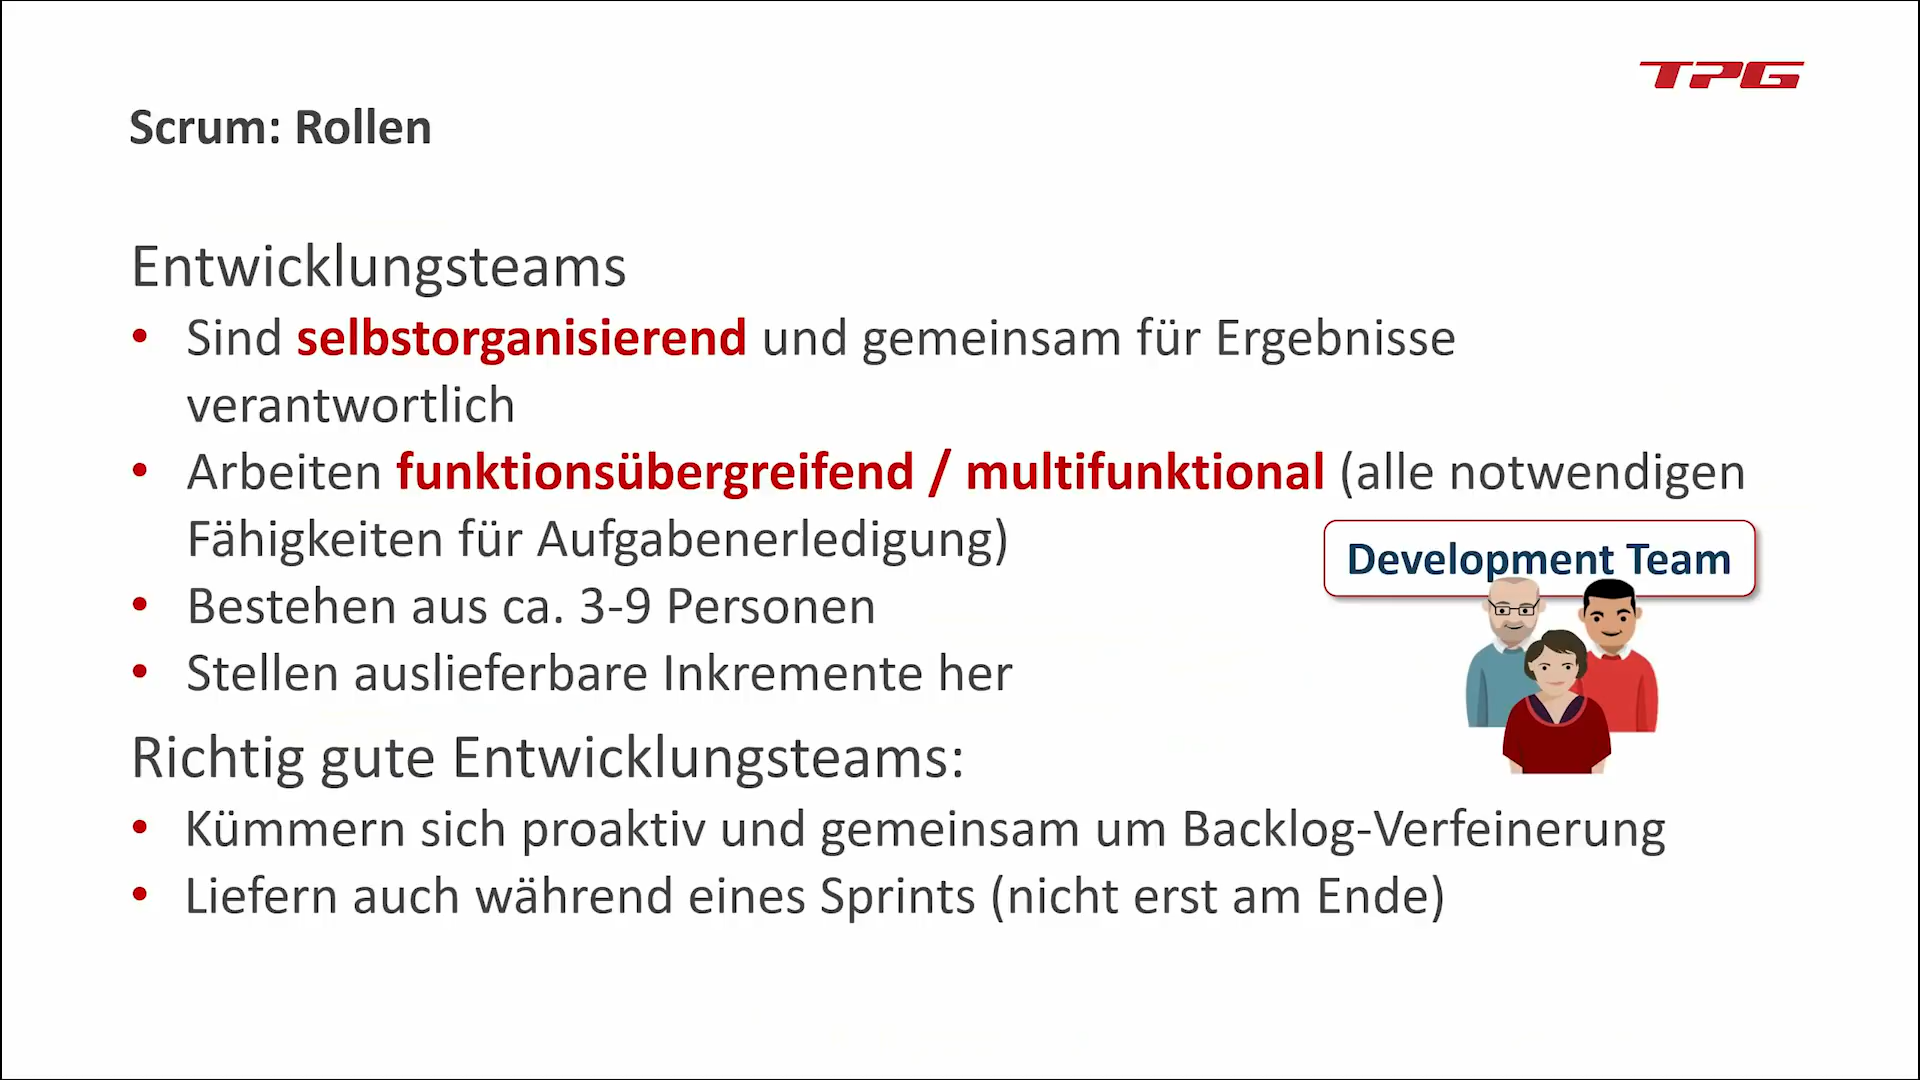 TPG
Scrum: Rollen
Entwicklungsteams
• Sind selbstorganisierend und gemeinsam für Ergebnisse
verantwortlich
• Arbeiten funktionsübergreifend / multifunktional (alle notwendigen
Fähigkeiten für Aufgabenerledigung)
Development Team
• Bestehen aus ca. 3-9 Personen
• Stellen auslieferbare Inkremente her
Richtig gute Entwicklungsteams:
• Kümmern sich proaktiv und gemeinsam um Backlog-Verfeinerung
• Liefern auch während eines Sprints (nicht erst am Ende)